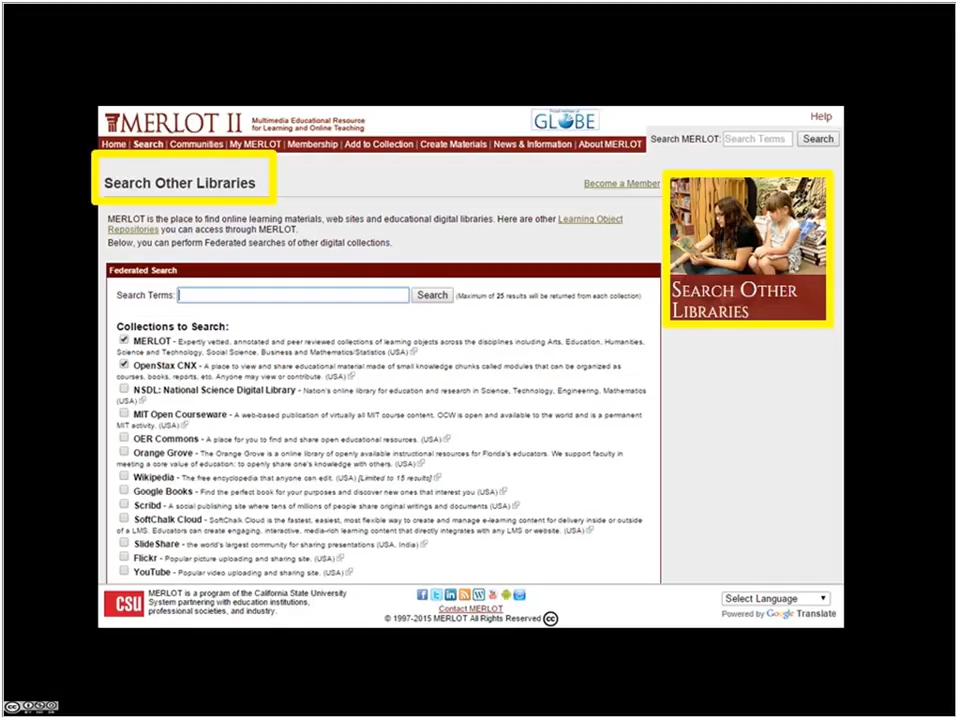 MERLOT II
Multimedia Educational Resource
for Learning and Online Teaching
GLOBE
Help
Home | Search | Communities | My MERLOT | Membership | Add to Collection | Create Materials | News & Information | About MERLOT
Search MERLOT: Search Terms Search
Search Other Libraries
Become a Member
MERLOT is the place to find online learning materials, web sites and educational digital libraries. Here are other Learning Object
Repositories you can access through MERLOT.
Below, you can perform Federated searches of other digital collections.
SEARCH OTHER
LIBRARIES
Federated Search
Search Terms: Search (Maximum of 25 results will be returned from each collection)
Collections to Search:
MERLOT - Expertly vetted, annotated and peer reviewed collections of learning objects across the disciplines including Arts, Education, Humanities,
Science and Technology, Social Science, Business and Mathematics/Statistics (USA)
OpenStax CNX - A place to view and share educational material made of small knowledge chunks called modules that can be organized as
courses, books, reports, etc. Anyone may view or contribute. (USA)
NSDL: National Science Digital Library - Nation's online library for education and research in Science, Technology, Engineering, Mathematics
(USA)
MIT Open Courseware - A web-based publication of virtually all MIT course content. OCW is open and available to the world and is a permanent
MIT activity. (USA)
OER Commons - A place for you to find and share open educational resources. (USA)
Orange Grove - The Orange Grove is a online library of openly available instructional resources for Florida's educators. We support faculty in
meeting a core value of education: to openly share one's knowledge with others. (USA)
Wikipedia - The free encyclopedia that anyone can edit. (USA) [Limited to 15 results]
Google Books - Find the perfect book for your purposes and discover new ones that interest you (USA)
Scribd - A social publishing site where tens of millions of people share original writings and documents (USA)
SoftChalk Cloud - SoftChalk Cloud is the fastest, easiest, most flexible way to create and manage e-learning content for delivery inside or outside
of a LMS. Educators can create engaging, interactive, media-rich learning content that directly integrates with any LMS or website. (USA)
SlideShare - the world's largest community for sharing presentations (USA, India)
Flickr - Popular picture uploading and sharing site. (USA)
YouTube - Popular video uploading and sharing site. (USA)
CSU
MERLOT is a program of the California State University
System partnering with education institutions,
professional societies, and industry.
Contact MERLOT
© 1997-2015 MERLOT All Rights Reserved cc
Select Language
Powered by Google Translate